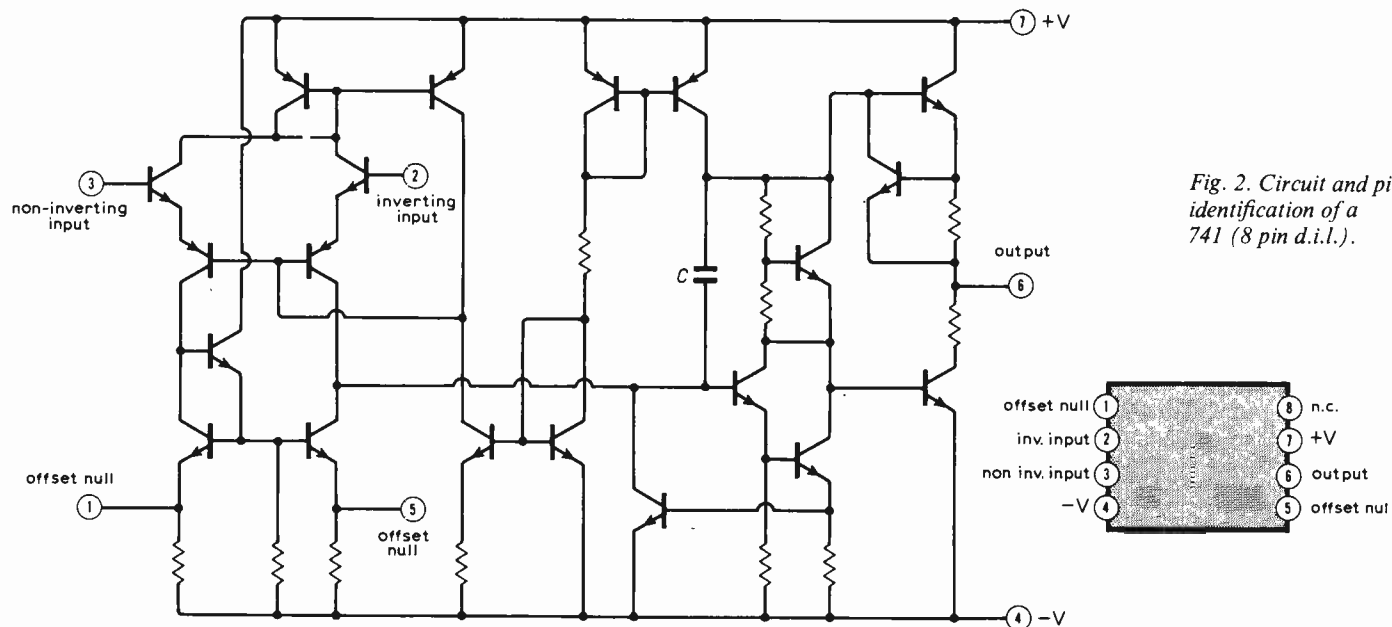 7 +V
3
non-inverting
input
2
inverting
input
Fig. 2. Circuit and pi
identification of a
741 (8 pin d.i.l.).
output
6
C
offset null
1
5
offset
null
4 -V
offset null 1
inv. input 2
non inv. input 3
-V 4
8 n.c.
7 +V
6 output
5 offset nul